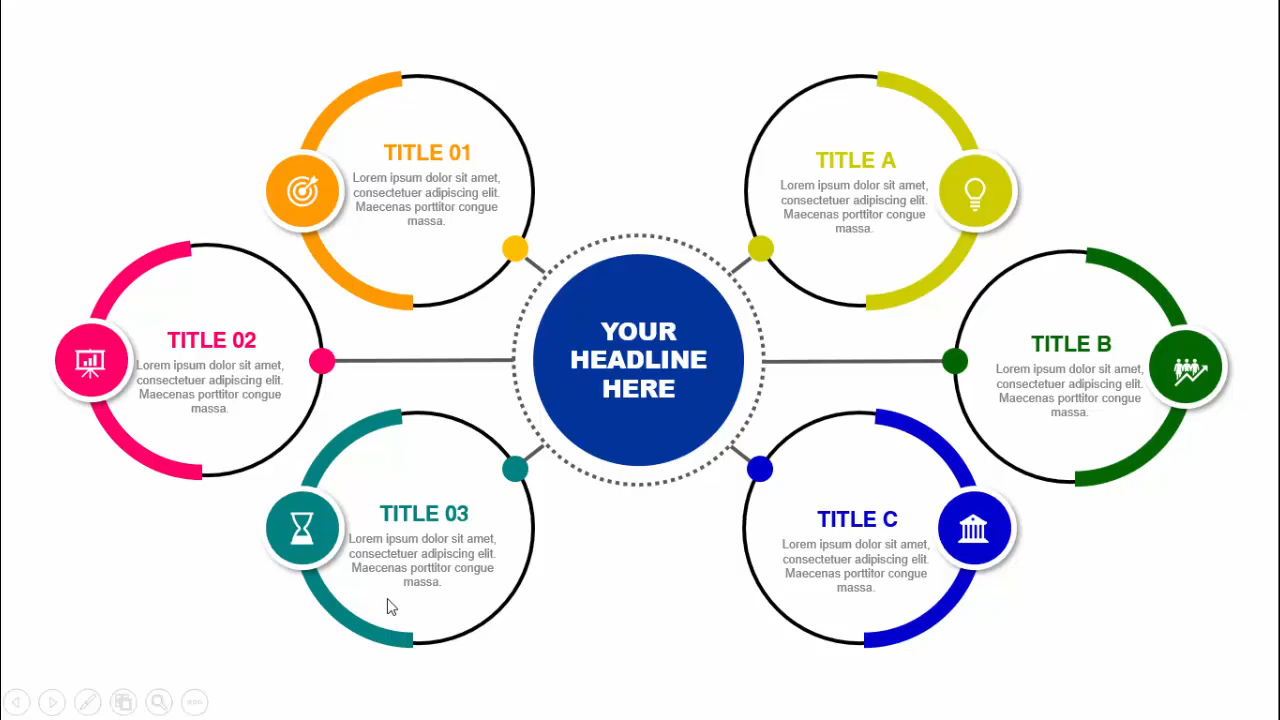 TITLE 01
Lorem ipsum dolor sit amet,
consectetuer adipiscing elit.
Maecenas porttitor congue
massa.
TITLE A
Lorem ipsum dolor sit amet,
consectetuer adipiscing elit.
Maecenas porttitor congue
massa.
TITLE 02
Lorem ipsum dolor sit amet,
consectetuer adipiscing elit.
Maecenas porttitor congue
massa.
YOUR
HEADLINE
HERE
TITLE B
Lorem ipsum dolor sit amet,
consectetuer adipiscing elit.
Maecenas porttitor congue
massa.
TITLE 03
Lorem ipsum dolor sit amet,
consectetuer adipiscing elit.
Maecenas porttitor congue
massa.
TITLE C
Lorem ipsum dolor sit amet,
consectetuer adipiscing elit.
Maecenas porttitor congue
massa.